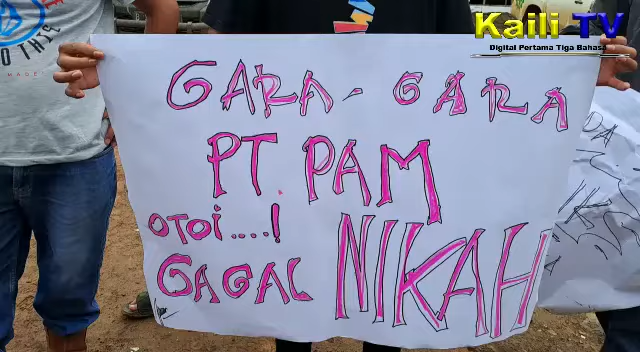 Kaili TV
Digital Pertama Tiga Bahasa
GARA-GARA
PT. PAM
OTOi....!
GAGAL NIKAH